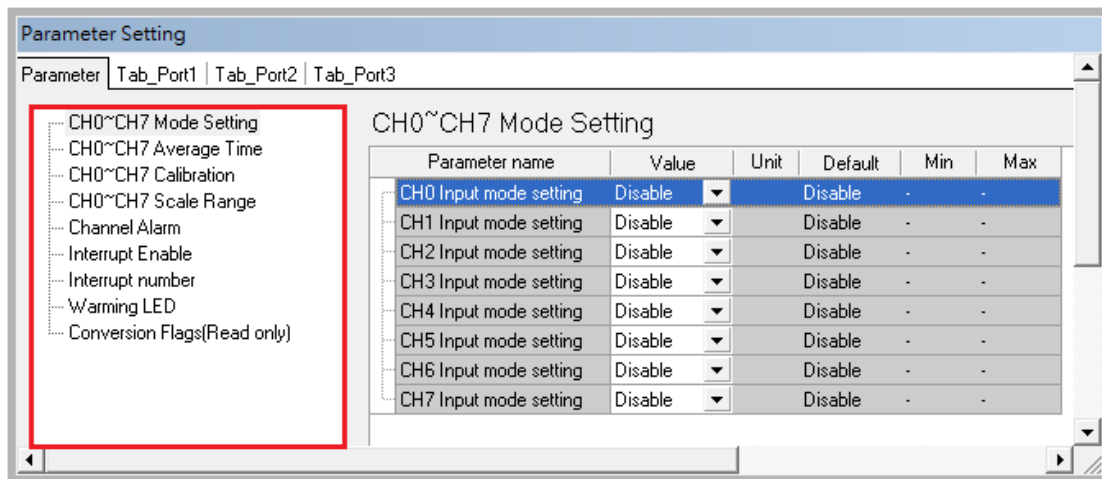 Parameter Setting
Parameter Tab_Port1 Tab_Port2 Tab_Port3
CH0~CH7 Mode Setting
CH0~CH7 Average Time
CH0~CH7 Calibration
CH0~CH7 Scale Range
Channel Alarm
Interrupt Enable
Interrupt number
Warming LED
Conversion Flags(Read only)
CH0~CH7 Mode Setting
Parameter name Value Unit Default Min Max
CH0 Input mode setting Disable Disable - -
CH1 Input mode setting Disable Disable - -
CH2 Input mode setting Disable Disable - -
CH3 Input mode setting Disable Disable - -
CH4 Input mode setting Disable Disable - -
CH5 Input mode setting Disable Disable - -
CH6 Input mode setting Disable Disable - -
CH7 Input mode setting Disable Disable - -